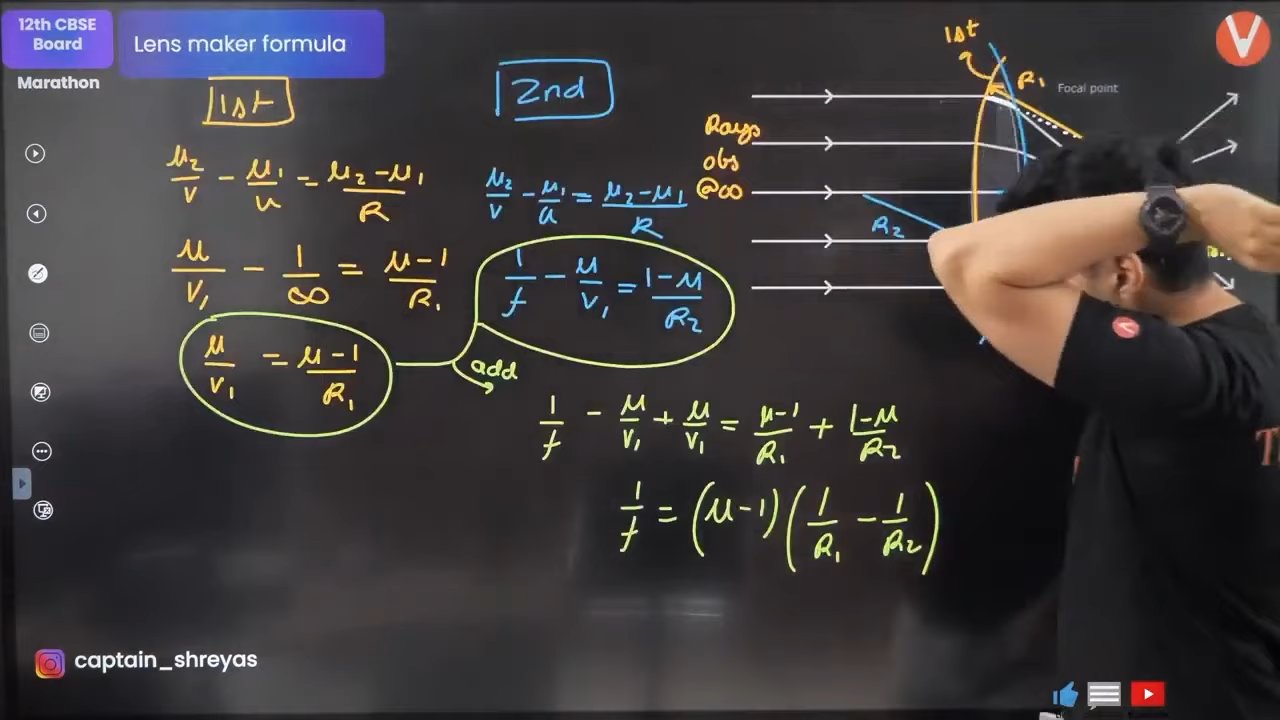 12th CBSE
Board
Marathon
Lens maker formula
1st
2nd
μ2/v - μ1/u = μ2-μ1/R
μ/v1 - 1/∞ = μ-1/R1
μ/v1 = μ-1/R1
μ2/v - μ1/u = μ2-μ1/R
1/f - μ/v1 = 1-μ/R2
add
1/f - μ/v1 + μ/v1 = μ-1/R1 + 1-μ/R2
1/f = (μ-1)(1/R1 - 1/R2)
1st
R1
Focal point
Rays
obs
@∞
R2
captain_shreyas